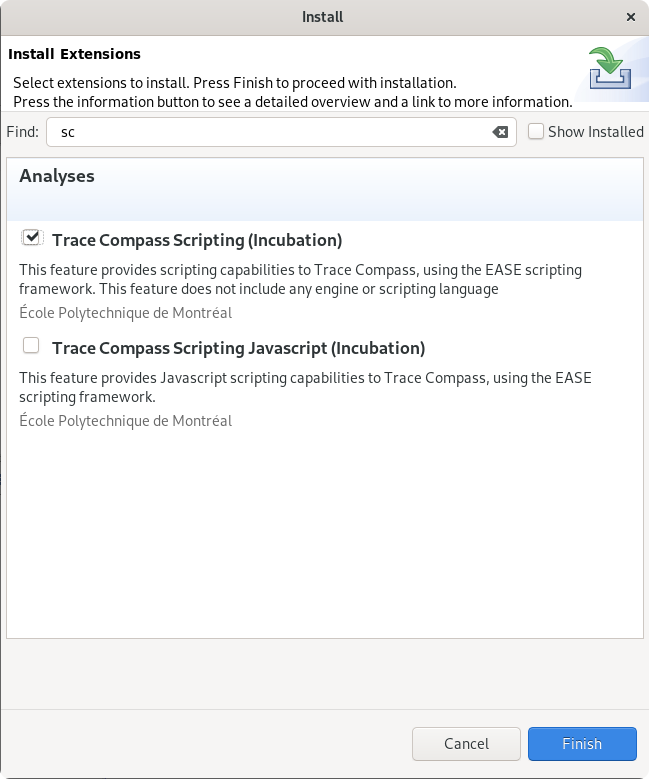 Install
Install Extensions
Select extensions to install. Press Finish to proceed with installation.
Press the information button to see a detailed overview and a link to more information.
Find: sc Show Installed
Analyses
Trace Compass Scripting (Incubation)
This feature provides scripting capabilities to Trace Compass, using the EASE scripting
framework. This feature does not include any engine or scripting language
École Polytechnique de Montréal
Trace Compass Scripting Javascript (Incubation)
This feature provides Javascript scripting capabilities to Trace Compass, using the EASE
scripting framework.
École Polytechnique de Montréal
Cancel Finish